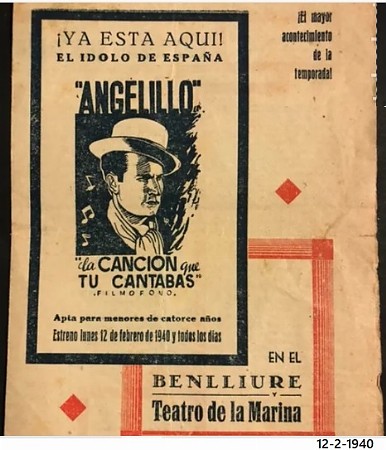 ¡YA ESTA AQUI!
EL IDOLO DE ESPAÑA
"ANGELILLO"
"la CANCION que
TU CANTABAS"
.FILMOFONO.
Apta para menores de catorce años
Estreno lunes 12 de febrero de 1940 y todos los días
¡El mayor
acontecimiento
de la
temporada!
EN EL
BENLLIURE
Y
Teatro de la Marina
12-2-1940